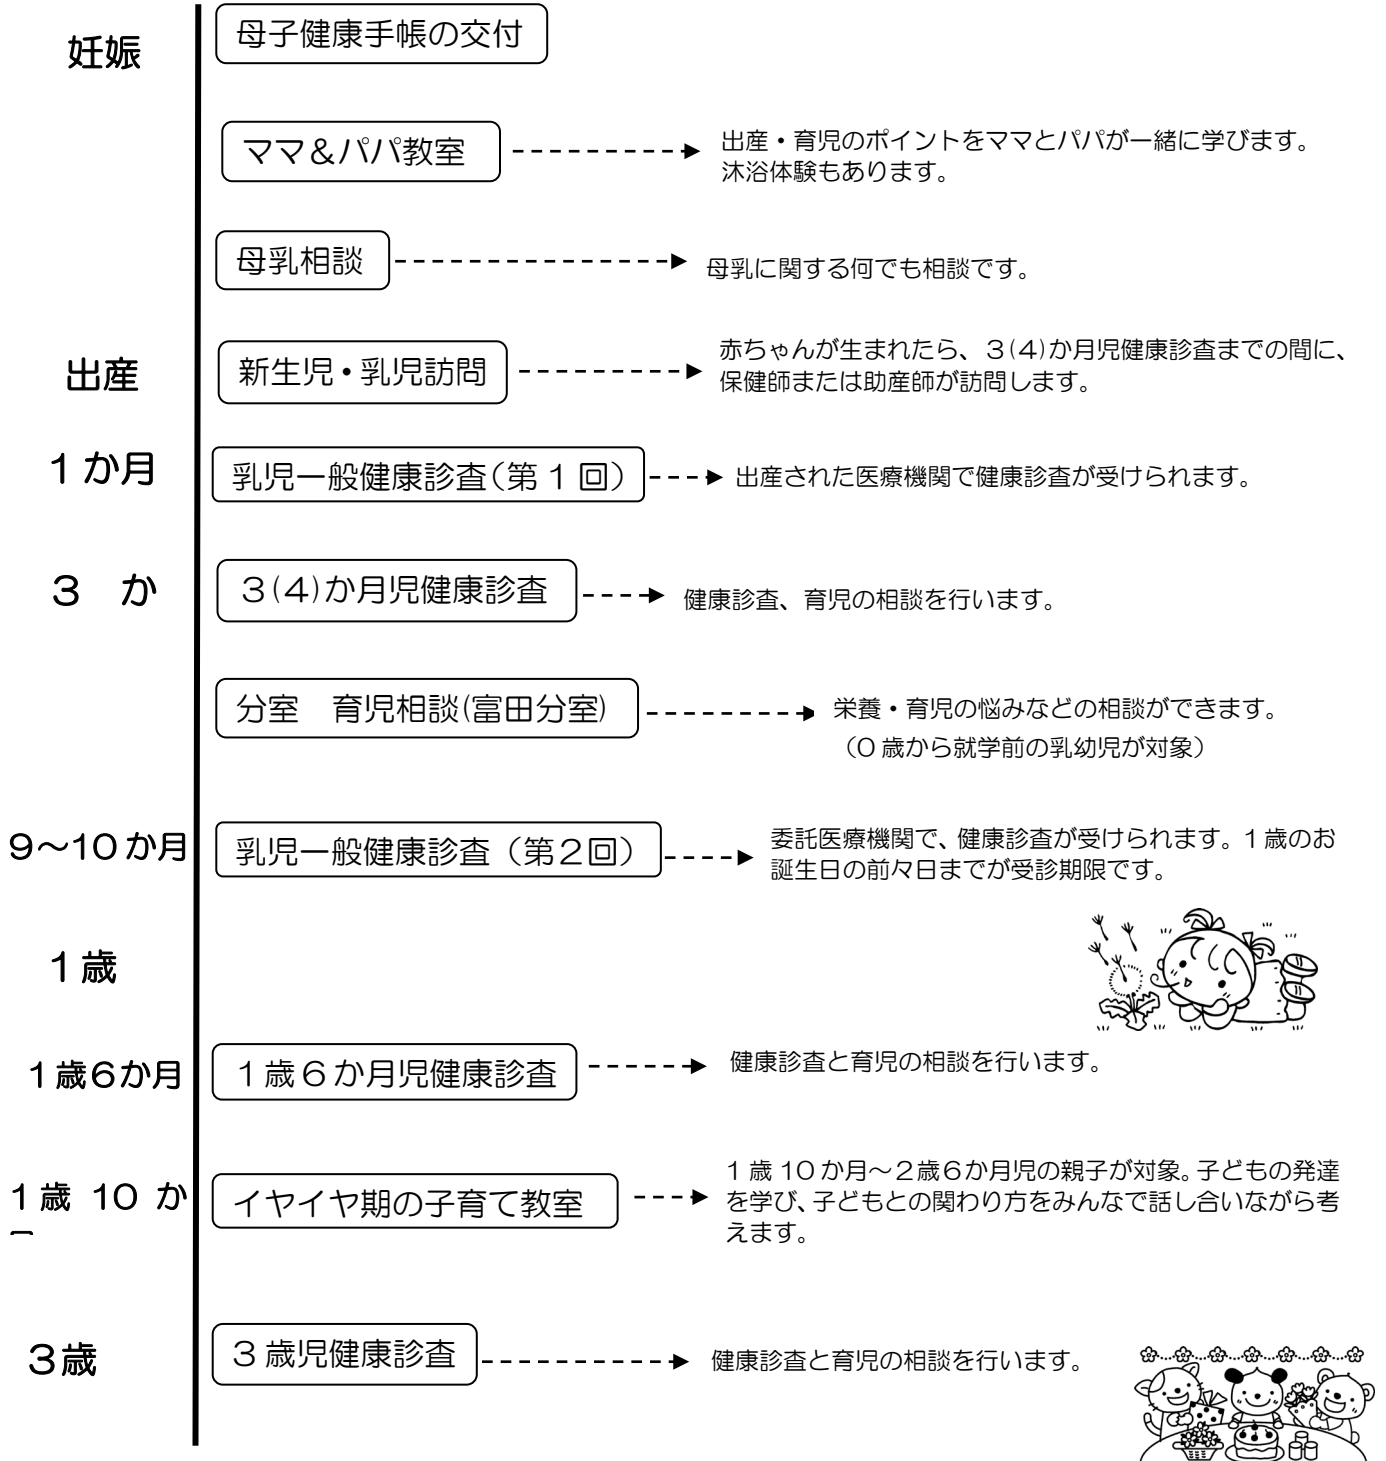 妊娠
母子健康手帳の交付
ママ&パパ教室
出産・育児のポイントをママとパパが一緒に学びます。
沐浴体験もあります。
母乳相談
母乳に関する何でも相談です。
出産
新生児・乳児訪問
赤ちゃんが生まれたら、3(4)か月児健康診査までの間に、
保健師または助産師が訪問します。
1か月
乳児一般健康診査(第1回)
出産された医療機関で健康診査が受けられます。
3 か
3(4)か月児健康診査
健康診査、育児の相談を行います。
分室 育児相談(富田分室)
栄養・育児の悩みなどの相談ができます。
(0歳から就学前の乳幼児が対象)
9~10か月
乳児一般健康診査(第2回)
委託医療機関で、健康診査が受けられます。1歳のお
誕生日の前々日までが受診期限です。
1歳
1歳6か月
1歳6か月児健康診査
健康診査と育児の相談を行います。
1歳 10 か
イヤイヤ期の子育て教室
1歳10か月~2歳6か月児の親子が対象。子どもの発達
を学び、子どもとの関わり方をみんなで話し合いながら考
えます。
3歳
3歳児健康診査
健康診査と育児の相談を行います。